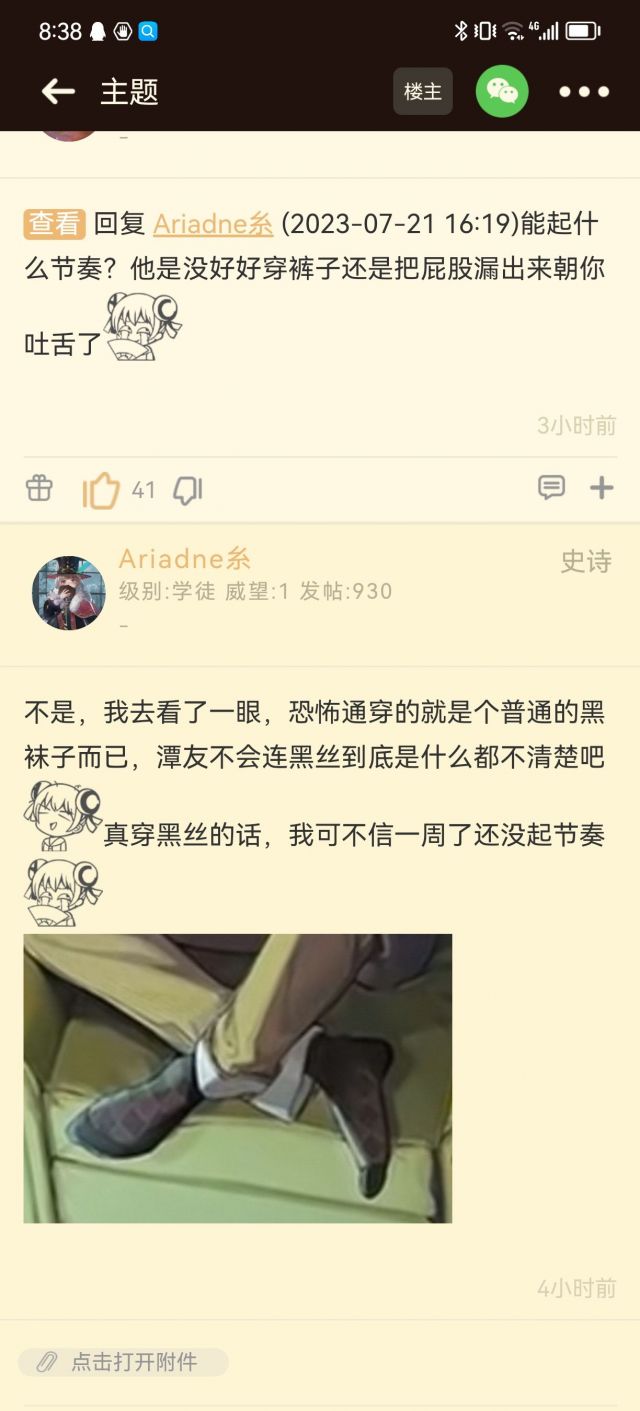 8:38
4G
主题
楼主
查看 回复 Ariadne糸 (2023-07-21 16:19)能起什
么节奏？他是没好好穿裤子还是把屁股漏出来朝你
吐舌了
3小时前
41
Ariadne糸
史诗
级别:学徒 威望:1 发帖:930
不是，我去看了一眼，恐怖通穿的就是个普通的黑
袜子而已，潭友不会连黑丝到底是什么都不清楚吧
真穿黑丝的话，我可不信一周了还没起节奏
4小时前
点击打开附件